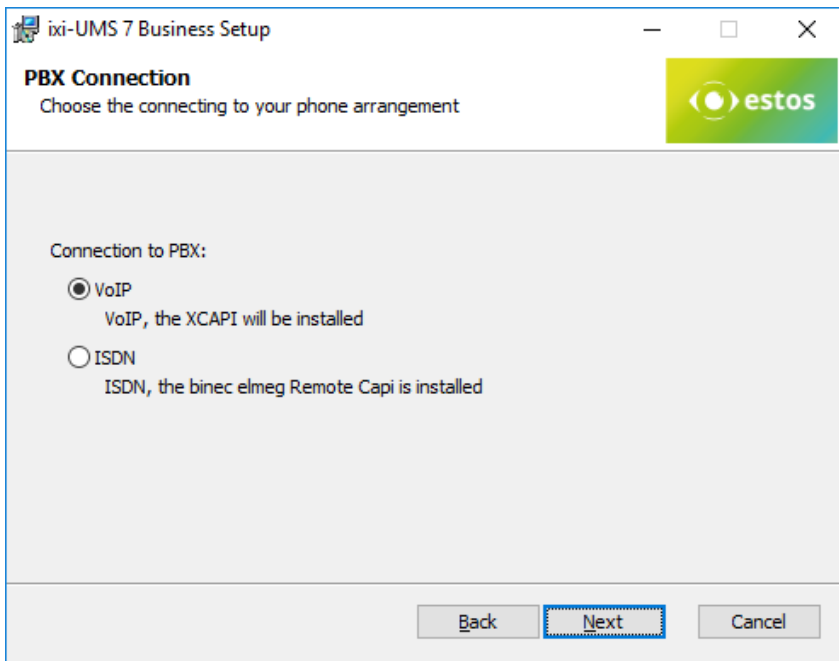 ixi-UMS 7 Business Setup
PBX Connection
Choose the connecting to your phone arrangement
estos
Connection to PBX:
VoIP
VoIP, the XCAPI will be installed
ISDN
ISDN, the binec elmeg Remote Capi is installed
Back
Next
Cancel